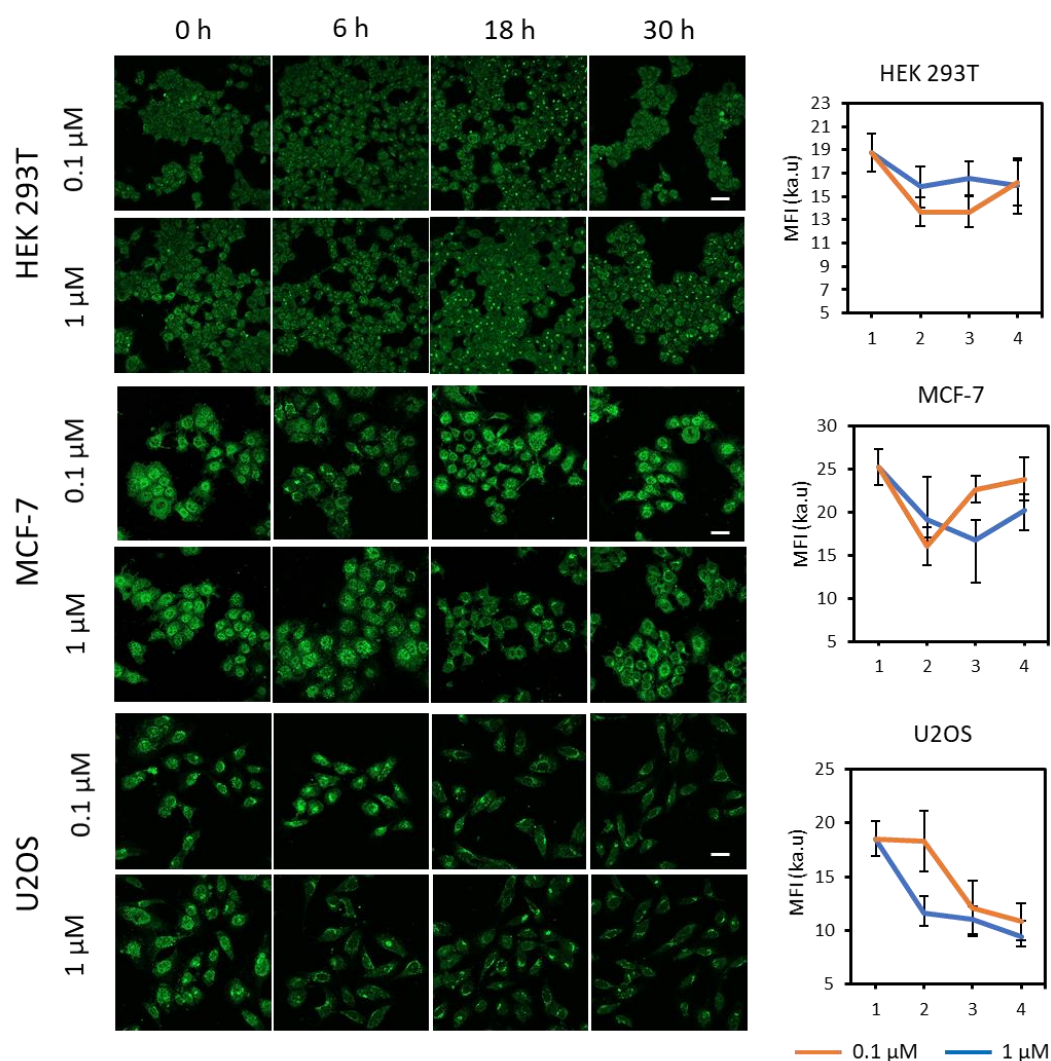 0 h 6 h 18 h 30 h
HEK 293T
0.1 µM
1 µM
MCF-7
0.1 µM
1 µM
U2OS
0.1 µM
1 µM
HEK 293T
MFI (ka.u)
23
21
19
17
15
13
11
9
7
5
1 2 3 4
MCF-7
MFI (ka.u)
30
25
20
15
10
5
1 2 3 4
U2OS
MFI (ka.u)
25
20
15
10
5
1 2 3 4
0.1 µM 1 µM